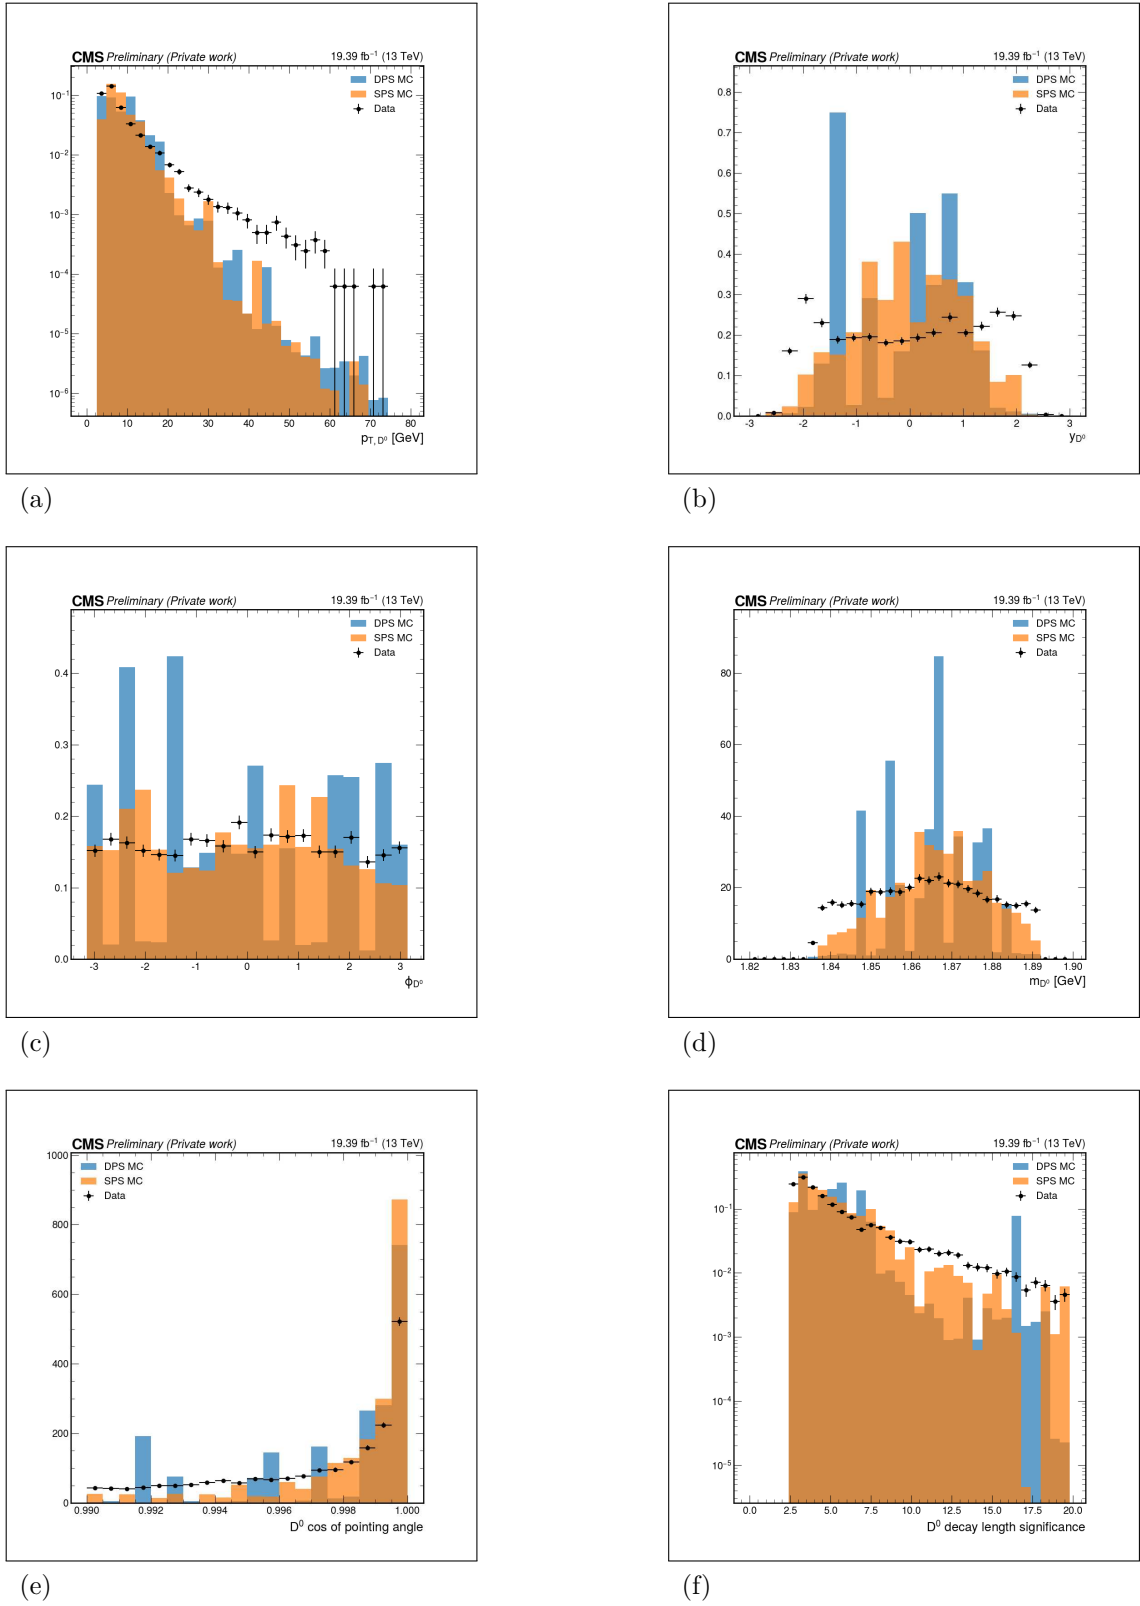 CMS Preliminary (Private work) 19.39 fb⁻¹ (13 TeV)
DPS MC
SPS MC
Data
10⁻¹
10⁻²
10⁻³
10⁻⁴
10⁻⁵
10⁻⁶
0 10 20 30 40 50 60 70 80
p_T, D⁰ [GeV]
(a)
CMS Preliminary (Private work) 19.39 fb⁻¹ (13 TeV)
DPS MC
SPS MC
Data
0.8
0.7
0.6
0.5
0.4
0.3
0.2
0.1
0.0
-3 -2 -1 0 1 2 3
y_D⁰
(b)
CMS Preliminary (Private work) 19.39 fb⁻¹ (13 TeV)
DPS MC
SPS MC
Data
0.4
0.3
0.2
0.1
0.0
-3 -2 -1 0 1 2 3
ϕ_D⁰
(c)
CMS Preliminary (Private work) 19.39 fb⁻¹ (13 TeV)
DPS MC
SPS MC
Data
80
60
40
20
0
1.82 1.83 1.84 1.85 1.86 1.87 1.88 1.89 1.90
m_D⁰ [GeV]
(d)
CMS Preliminary (Private work) 19.39 fb⁻¹ (13 TeV)
1000
DPS MC
SPS MC
Data
800
600
400
200
0
0.990 0.992 0.994 0.996 0.998 1.000
D⁰ cos of pointing angle
(e)
CMS Preliminary (Private work) 19.39 fb⁻¹ (13 TeV)
DPS MC
SPS MC
Data
10⁻¹
10⁻²
10⁻³
10⁻⁴
10⁻⁵
0.0 2.5 5.0 7.5 10.0 12.5 15.0 17.5 20.0
D⁰ decay length significance
(f)